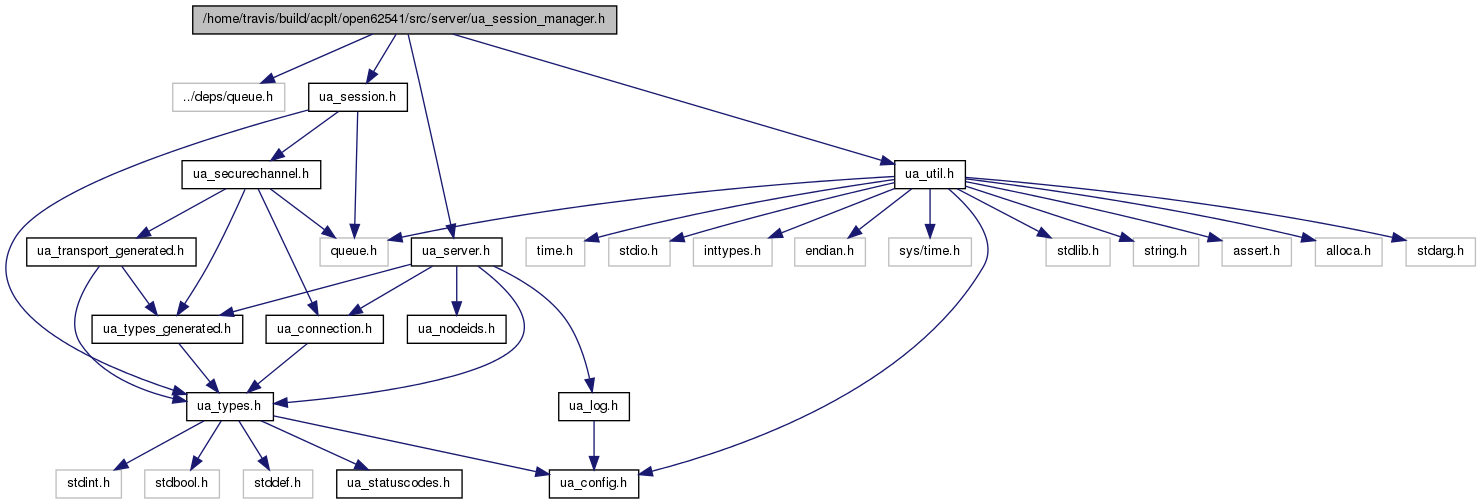 /home/travis/build/acplt/open62541/src/server/ua_session_manager.h
../deps/queue.h
ua_session.h
ua_securechannel.h
ua_util.h
ua_transport_generated.h
queue.h
ua_server.h
time.h
stdio.h
inttypes.h
endian.h
sys/time.h
stdlib.h
string.h
assert.h
alloca.h
stdarg.h
ua_types_generated.h
ua_connection.h
ua_nodeids.h
ua_types.h
ua_log.h
stdint.h
stdbool.h
stddef.h
ua_statuscodes.h
ua_config.h